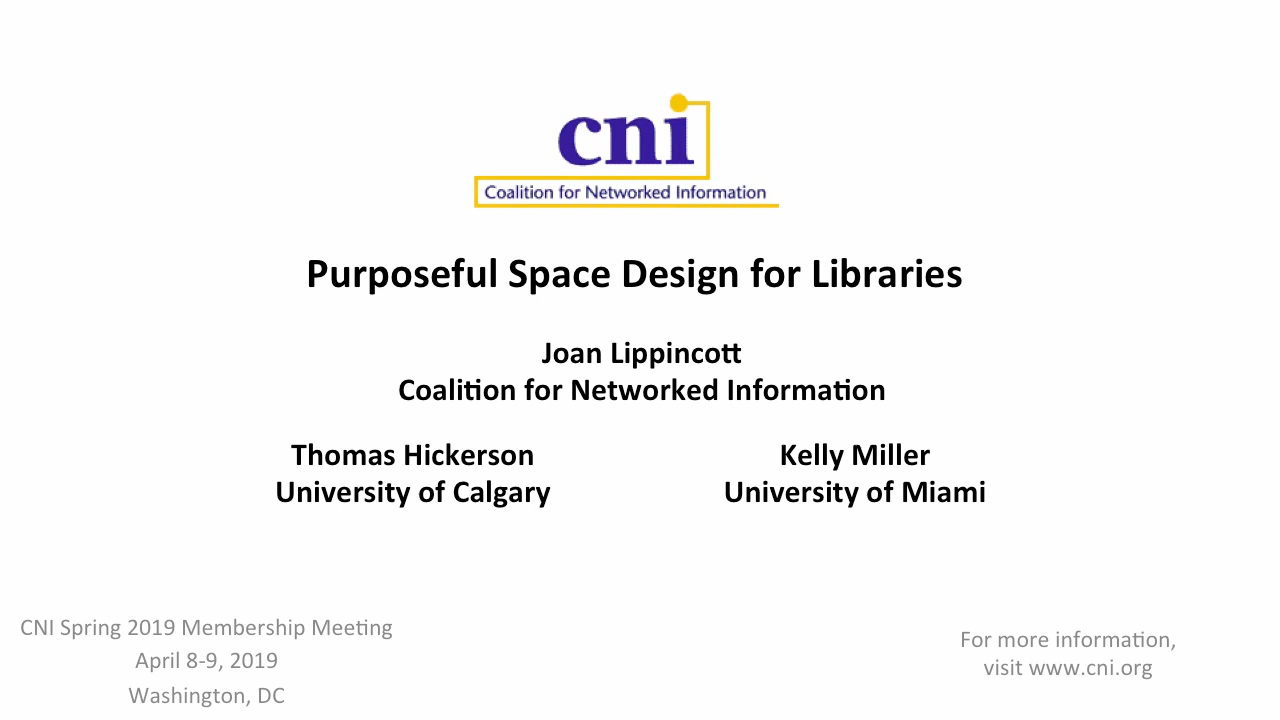 cni
Coalition for Networked Information
Purposeful Space Design for Libraries
Joan Lippincott
Coalition for Networked Information
Thomas Hickerson
University of Calgary
Kelly Miller
University of Miami
CNI Spring 2019 Membership Meeting
April 8-9, 2019
Washington, DC
For more information,
visit www.cni.org